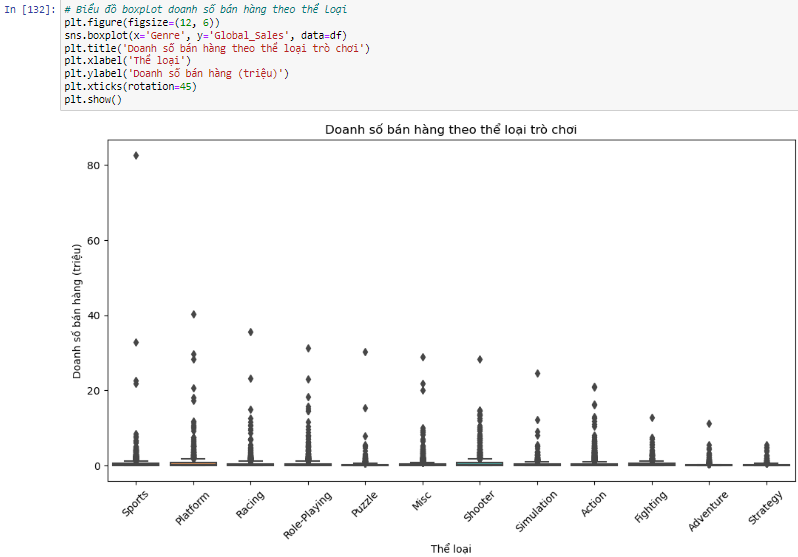 In [132]: # Biểu đồ boxplot doanh số bán hàng theo thể loại
plt.figure(figsize=(12, 6))
sns.boxplot(x='Genre', y='Global_Sales', data=df)
plt.title('Doanh số bán hàng theo thể loại trò chơi')
plt.xlabel('Thể loại')
plt.ylabel('Doanh số bán hàng (triệu)')
plt.xticks(rotation=45)
plt.show()
Doanh số bán hàng theo thể loại trò chơi
Doanh số bán hàng (triệu)
80
60
40
20
0
Sports
Platform
Racing
Role-Playing
Puzzle
Misc
Shooter
Simulation
Action
Fighting
Adventure
Strategy
Thể loại